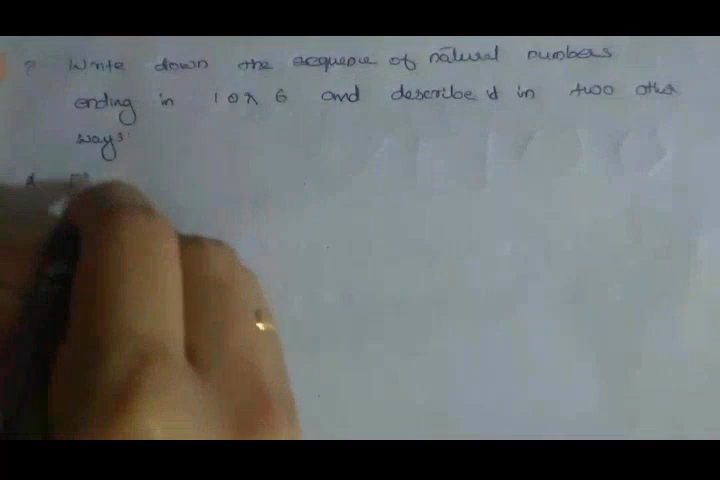 ? Write down the sequence of natural numbers
ending in 1 or 6 and describe it in two other
ways